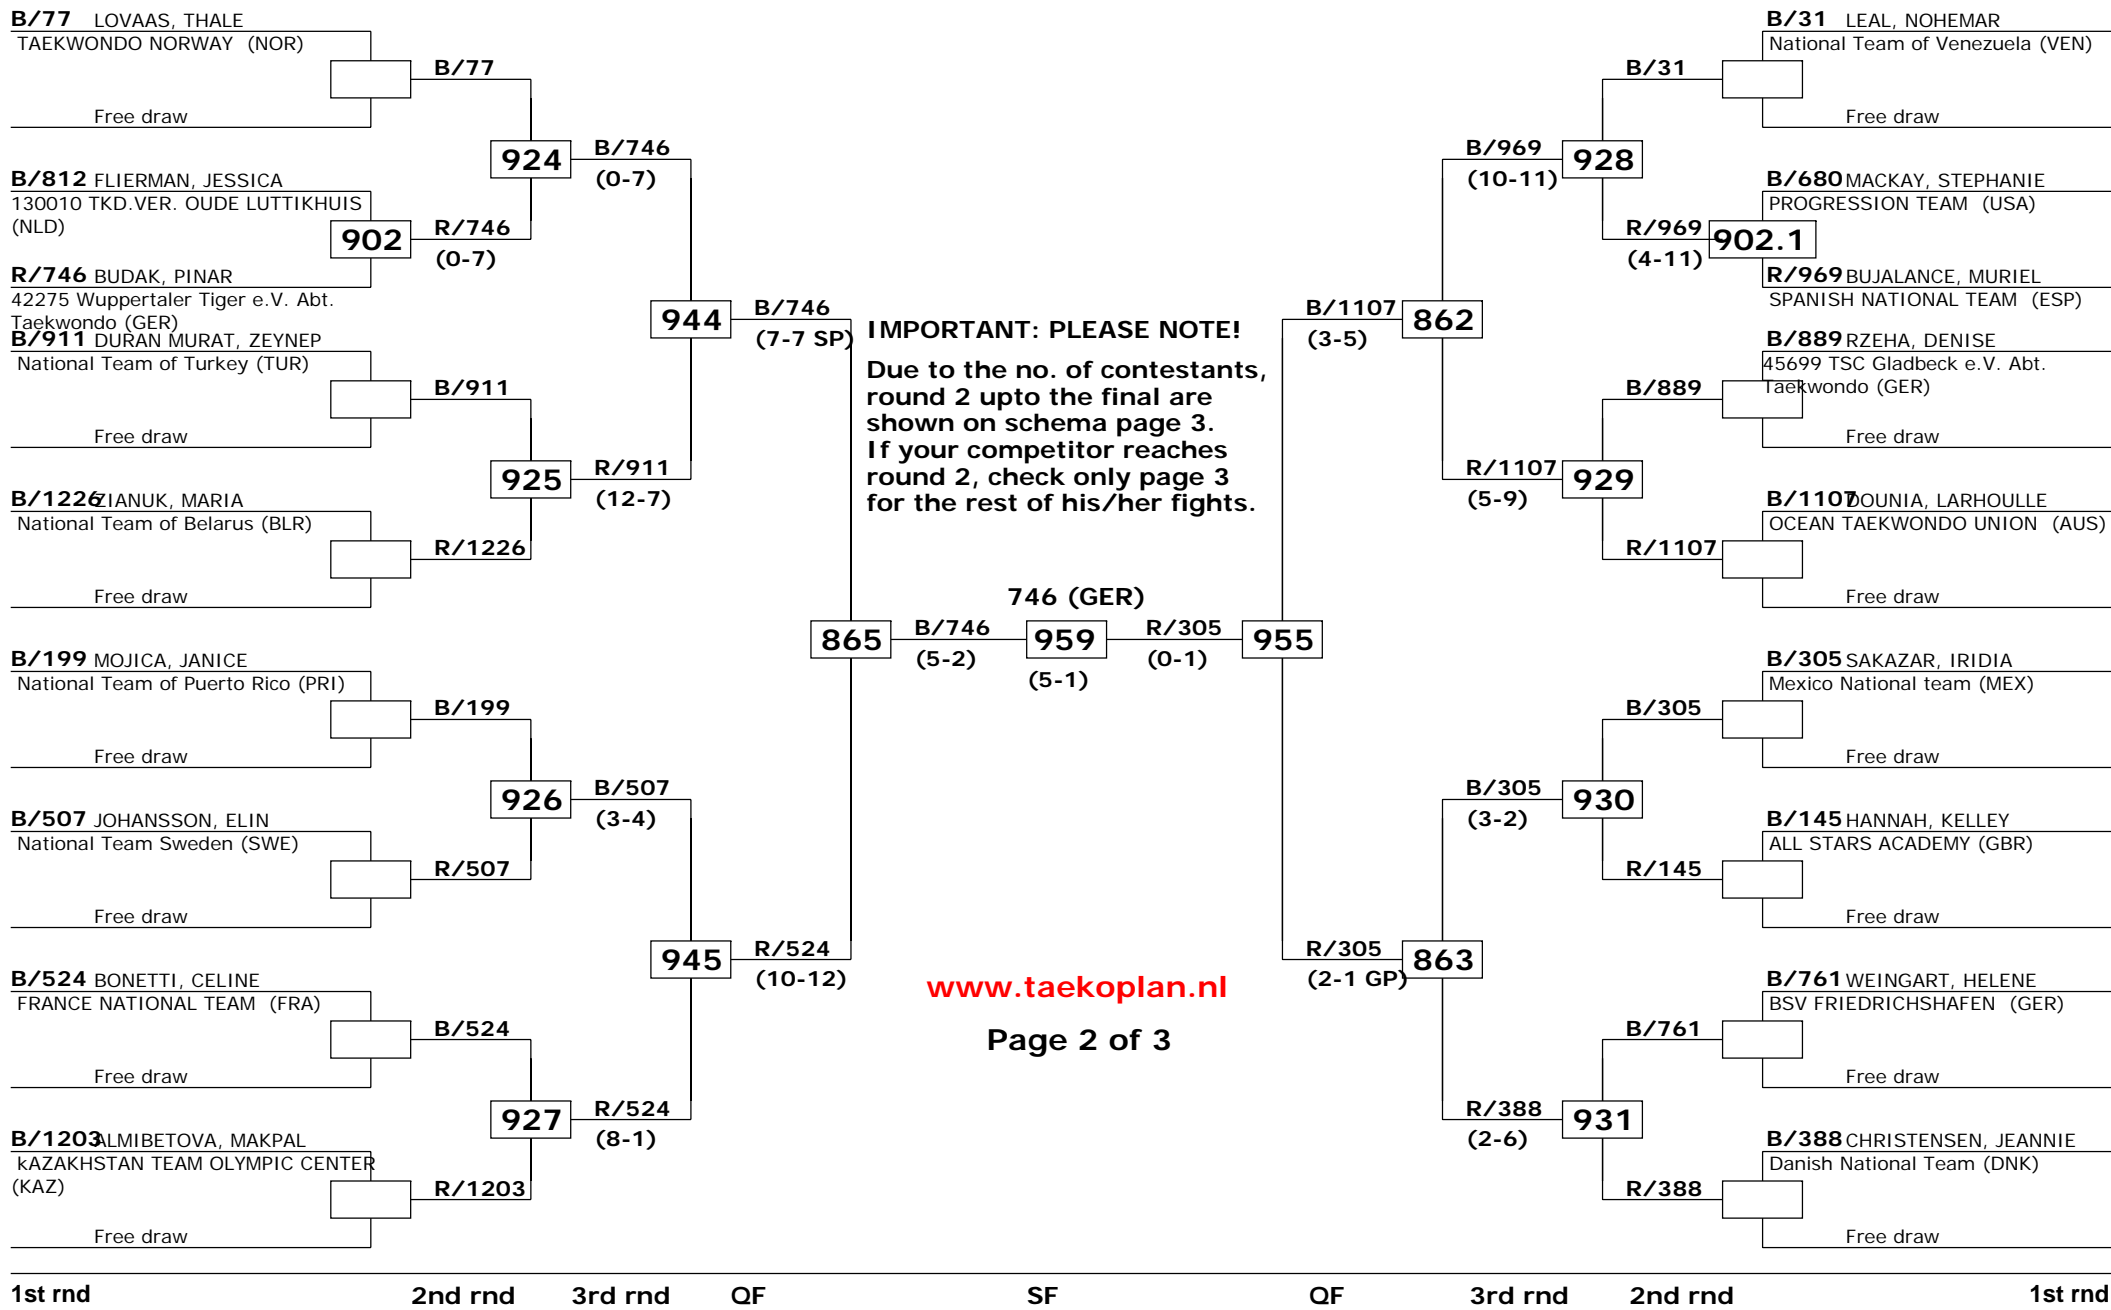 B/77 LOVAAS, THALE
TAEKWONDO NORWAY (NOR)
Free draw
B/812 FLIERMAN, JESSICA
130010 TKD.VER. OUDE LUTTIKHUIS
(NLD)
R/746 BUDAK, PINAR
42275 Wuppertaler Tiger e.V. Abt.
Taekwondo (GER)
B/911 DURAN MURAT, ZEYNEP
National Team of Turkey (TUR)
Free draw
B/1226 ZIANUK, MARIA
National Team of Belarus (BLR)
Free draw
B/199 MOJICA, JANICE
National Team of Puerto Rico (PRI)
Free draw
B/507 JOHANSSON, ELIN
National Team Sweden (SWE)
Free draw
B/524 BONETTI, CELINE
FRANCE NATIONAL TEAM (FRA)
Free draw
B/1203 ALMIBETOVA, MAKPAL
kAZAKHSTAN TEAM OLYMPIC CENTER
(KAZ)
Free draw
902
B/77
R/746
(0-7)
B/911
R/1226
B/199
R/507
B/524
R/1203
924
925
926
927
B/746
(0-7)
R/911
(12-7)
B/507
(3-4)
R/524
(8-1)
944
945
B/746
(7-7 SP)
R/524
(10-12)
IMPORTANT: PLEASE NOTE!
Due to the no. of contestants,
round 2 upto the final are
shown on schema page 3.
If your competitor reaches
round 2, check only page 3
for the rest of his/her fights.
746 (GER)
865
B/746
(5-2)
959
(5-1)
R/305
(0-1)
955
www.taekoplan.nl
Page 2 of 3
B/1107
(3-5)
R/305
(2-1 GP)
862
863
B/969
(10-11)
R/1107
(5-9)
B/305
(3-2)
R/388
(2-6)
928
929
930
931
B/31
R/969
(4-11)
B/889
R/1107
B/305
R/145
B/761
R/388
902.1
B/31 LEAL, NOHEMAR
National Team of Venezuela (VEN)
Free draw
B/680 MACKAY, STEPHANIE
PROGRESSION TEAM (USA)
R/969 BUJALANCE, MURIEL
SPANISH NATIONAL TEAM (ESP)
B/889 RZEHA, DENISE
45699 TSC Gladbeck e.V. Abt.
Taekwondo (GER)
Free draw
B/1107 DOUNIA, LARHOULLE
OCEAN TAEKWONDO UNION (AUS)
Free draw
B/305 SAKAZAR, IRIDIA
Mexico National team (MEX)
Free draw
B/145 HANNAH, KELLEY
ALL STARS ACADEMY (GBR)
Free draw
B/761 WEINGART, HELENE
BSV FRIEDRICHSHAFEN (GER)
Free draw
B/388 CHRISTENSEN, JEANNIE
Danish National Team (DNK)
Free draw
1st rnd 2nd rnd 3rd rnd QF SF QF 3rd rnd 2nd rnd 1st rnd